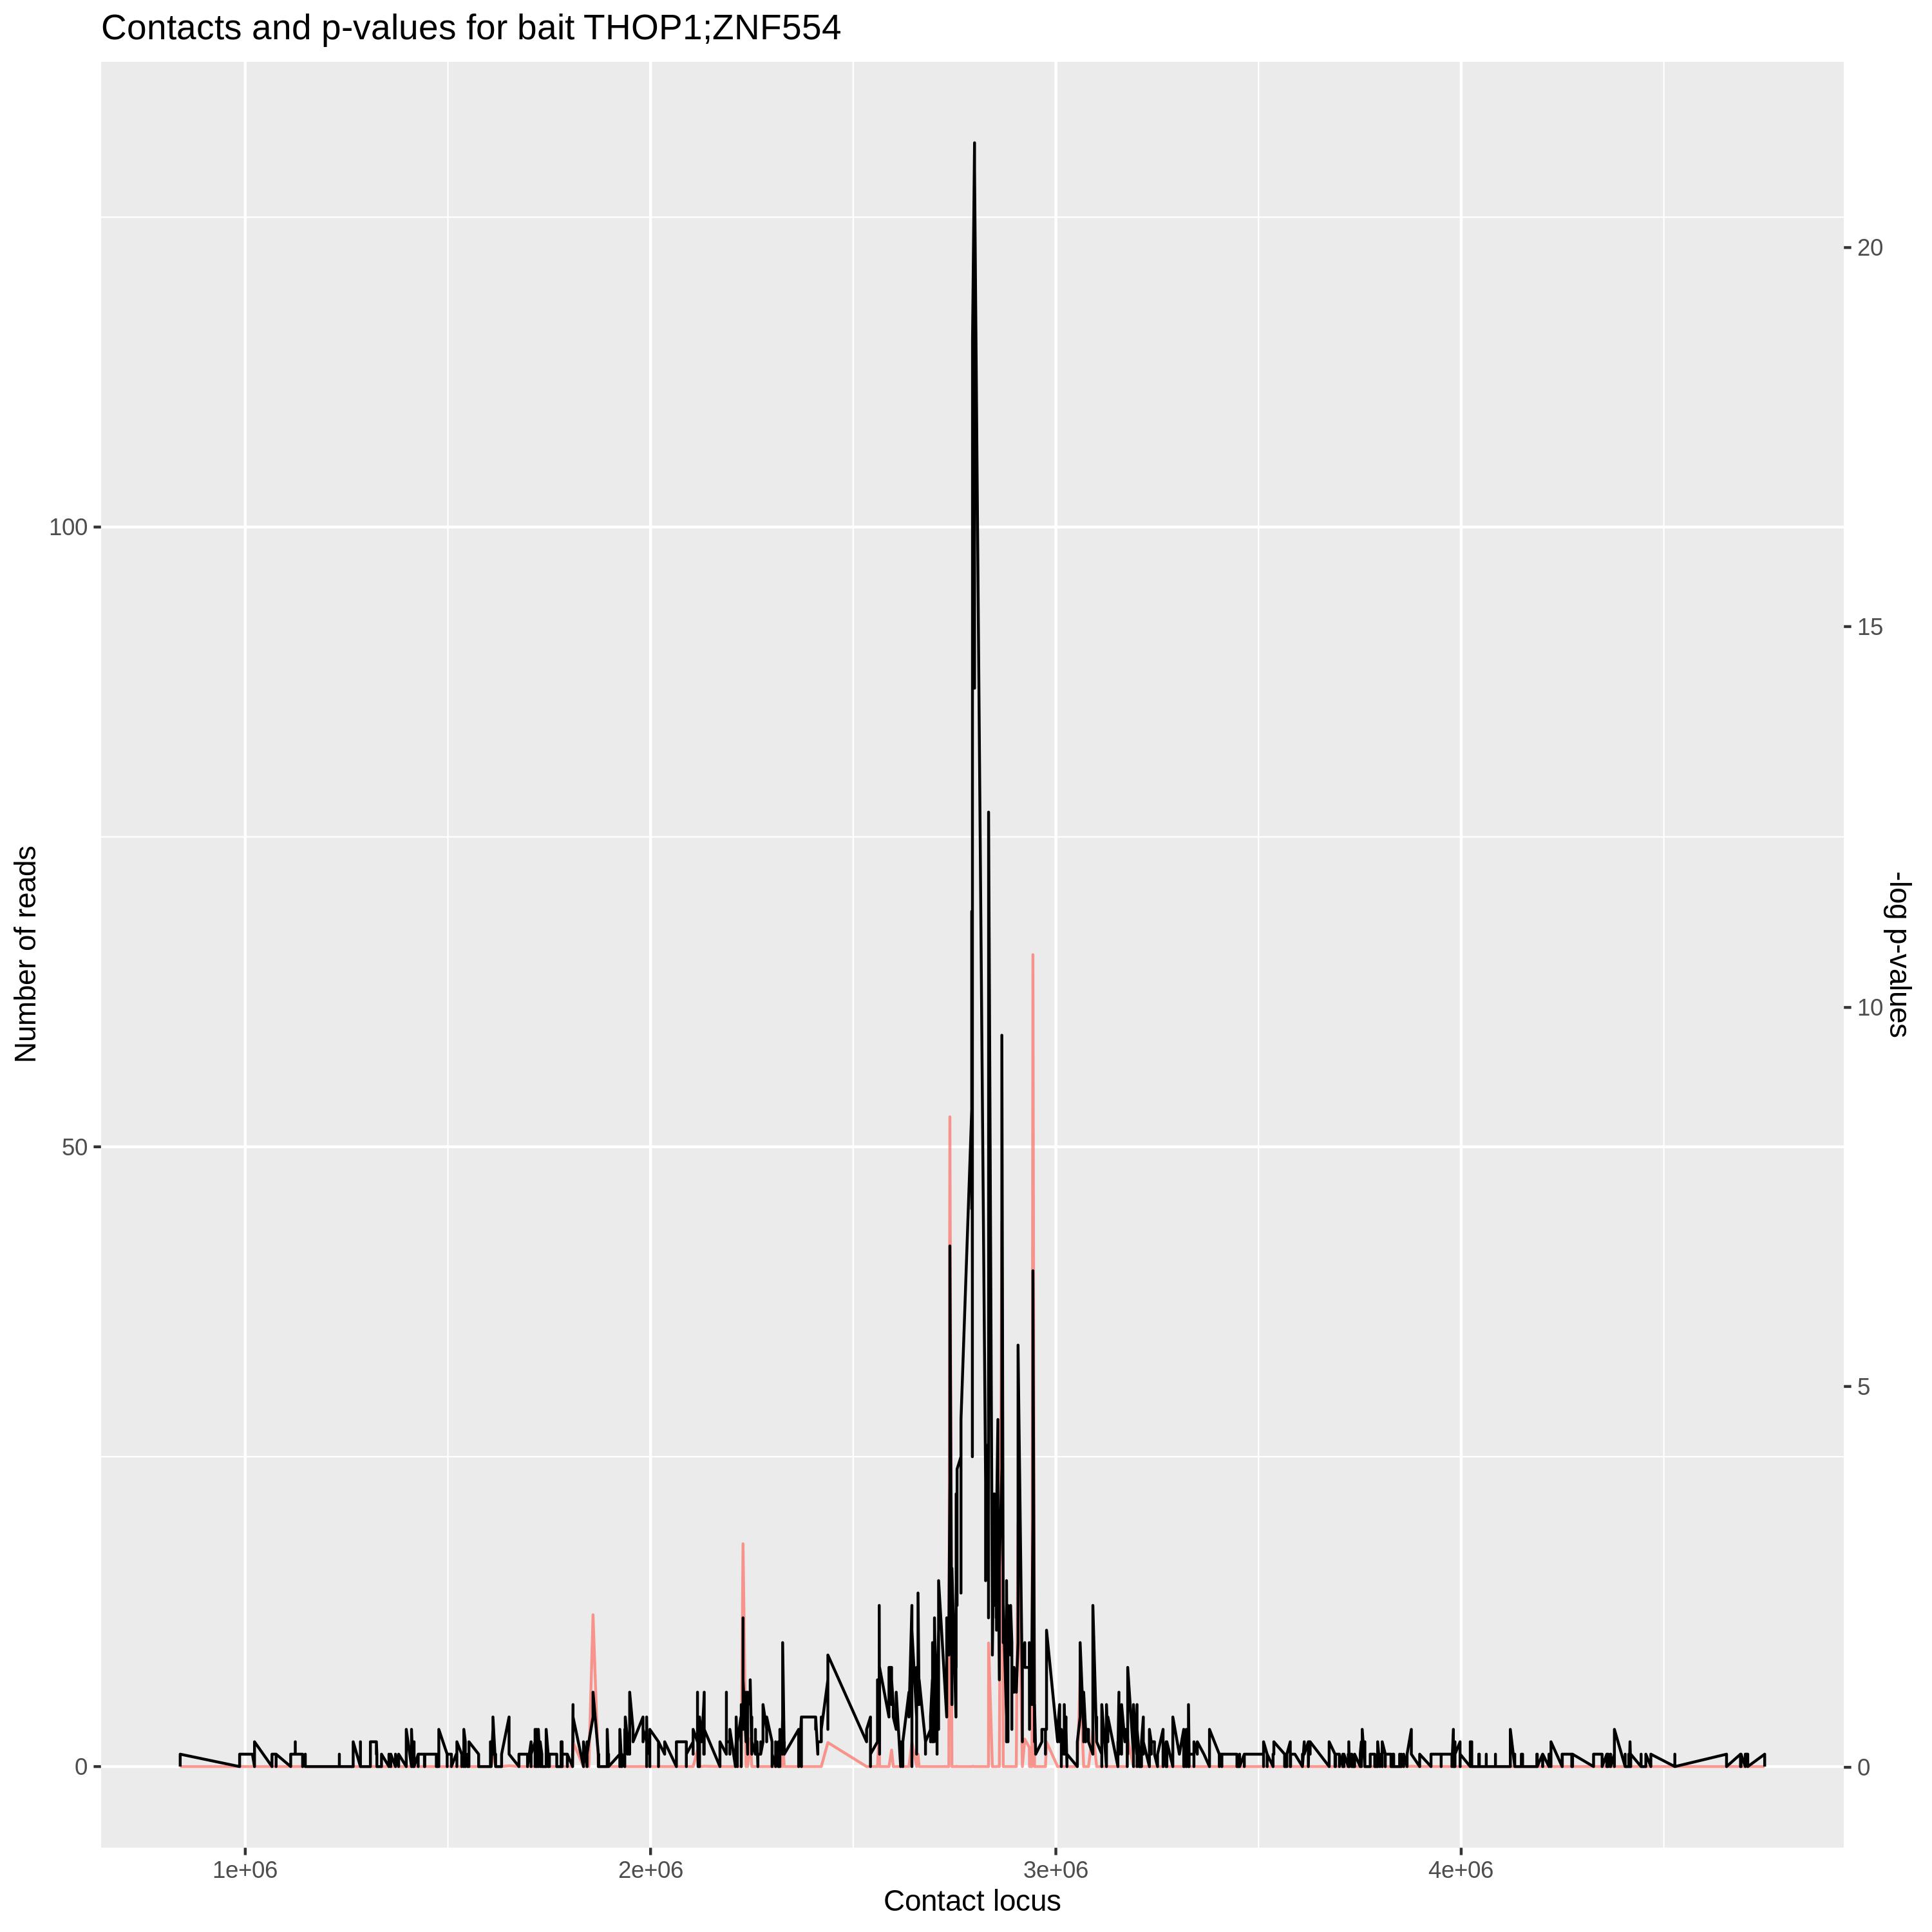 Contacts and p-values for bait THOP1;ZNF554
Number of reads
100
50
0
20
15
10
5
0
-log p-values
1e+06
2e+06
3e+06
4e+06
Contact locus